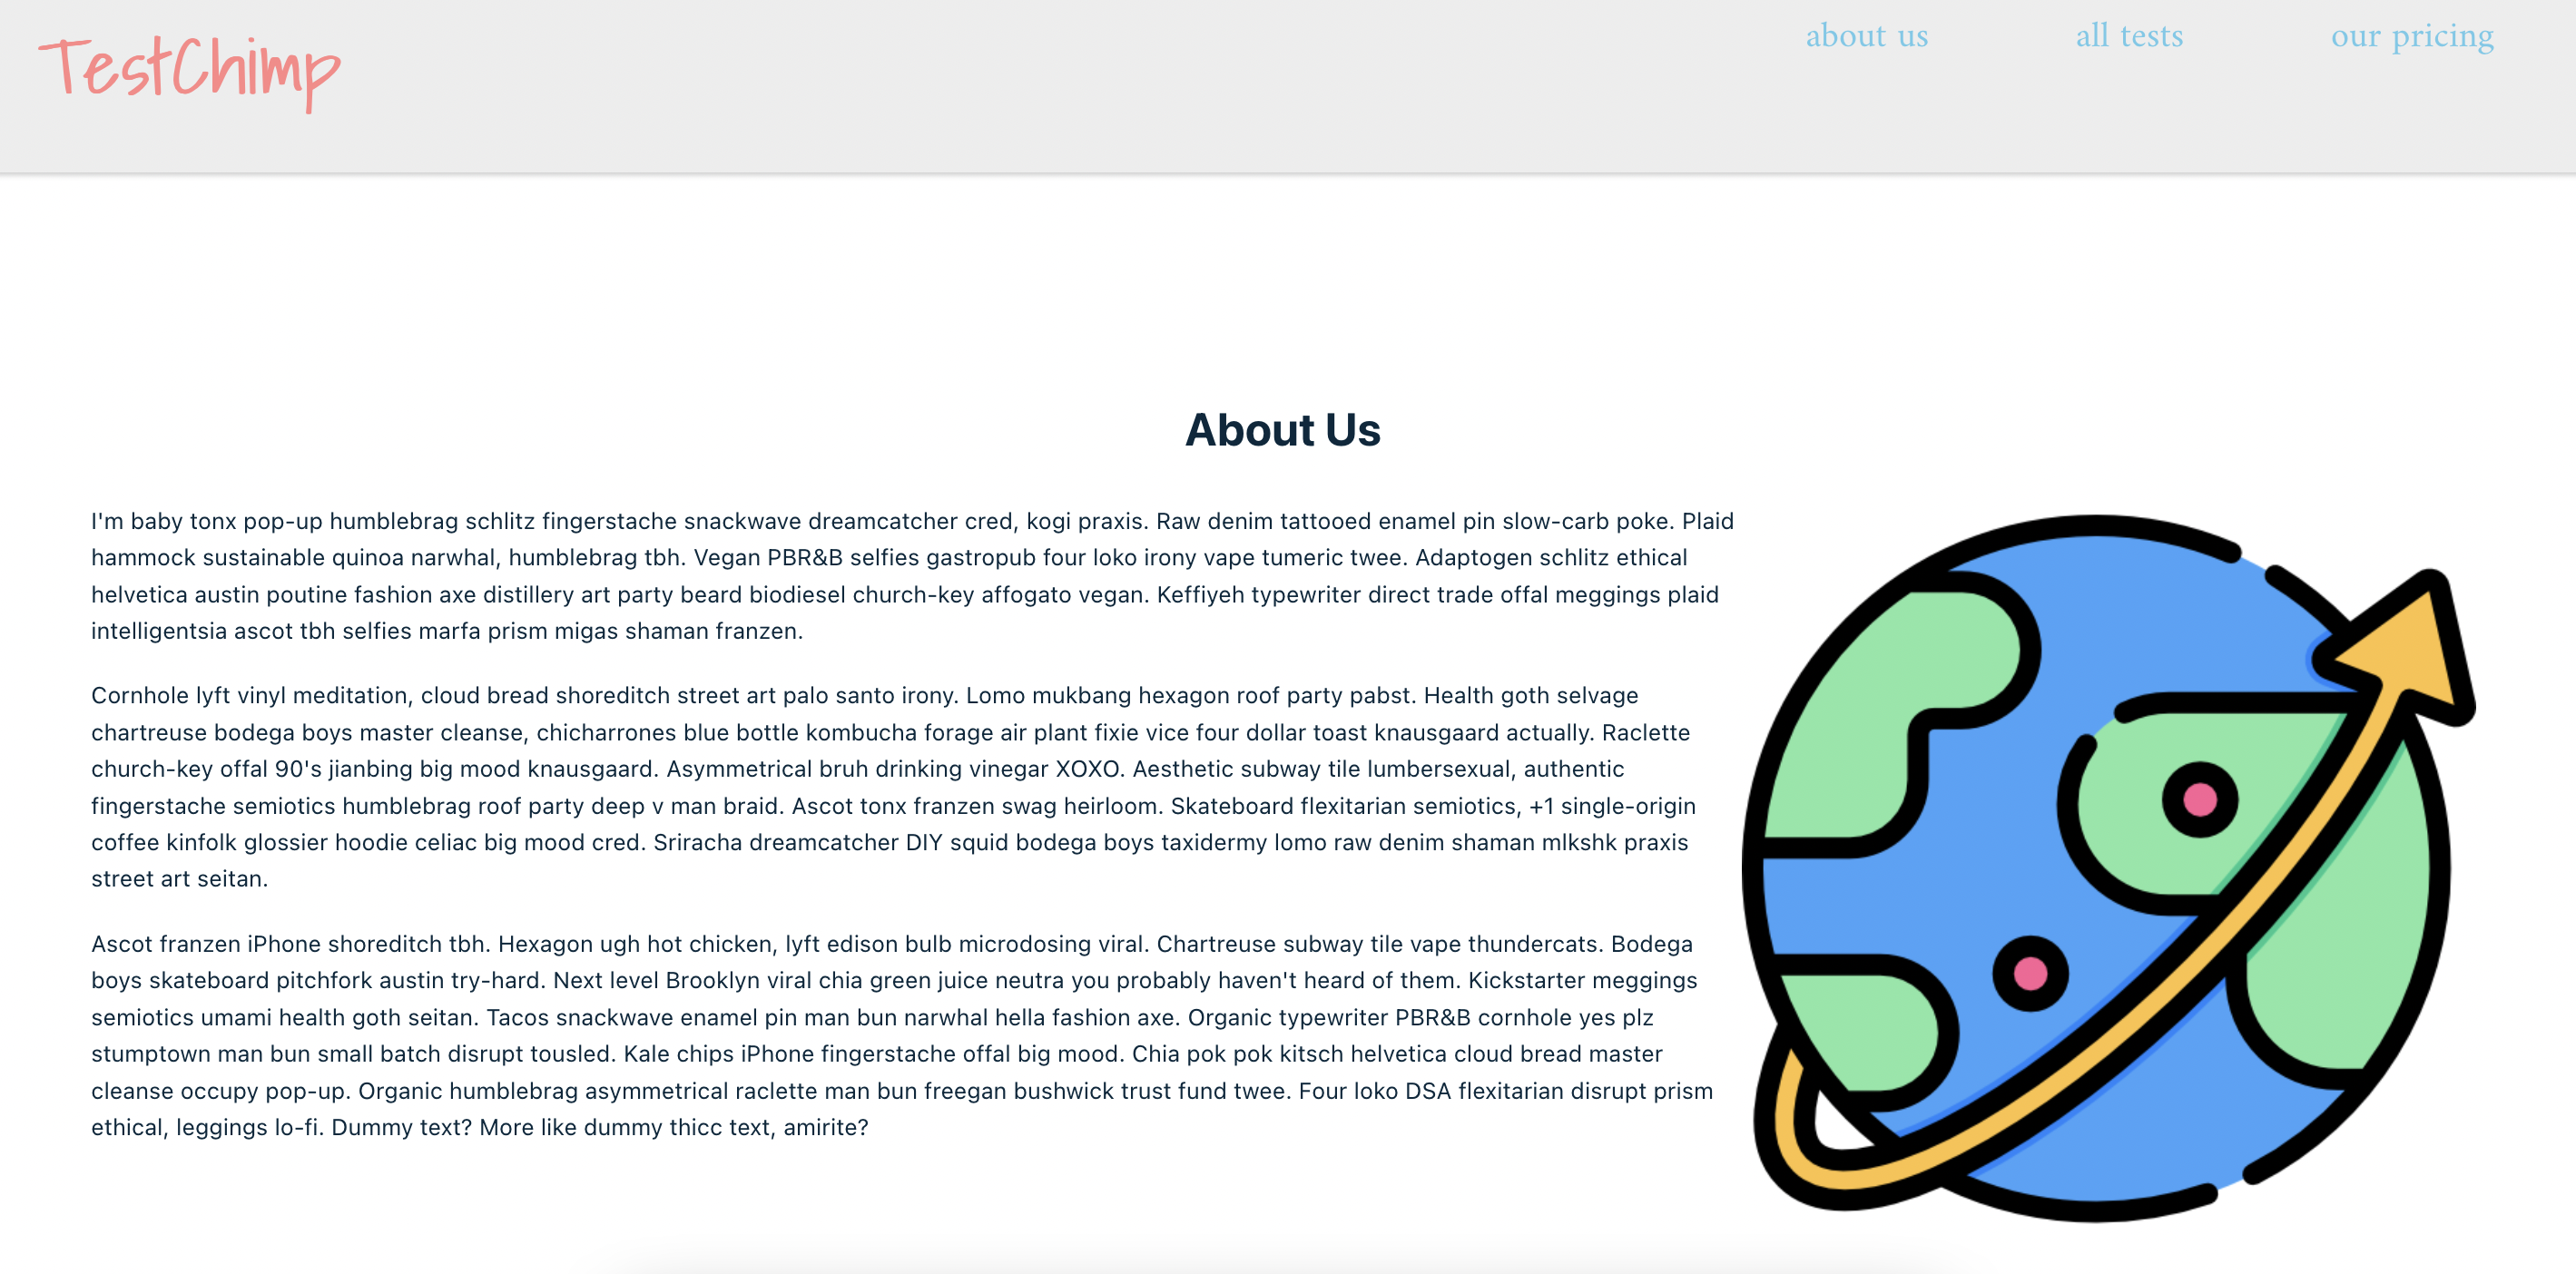 TestChimp
about us
all tests
our pricing
About Us
I'm baby tonx pop-up humblebrag schlitz fingerstache snackwave dreamcatcher cred, kogi praxis. Raw denim tattooed enamel pin slow-carb poke. Plaid
hammock sustainable quinoa narwhal, humblebrag tbh. Vegan PBR&B selfies gastropub four loko irony vape tumeric twee. Adaptogen schlitz ethical
helvetica austin poutine fashion axe distillery art party beard biodiesel church-key affogato vegan. Keffiyeh typewriter direct trade offal meggings plaid
intelligentsia ascot tbh selfies marfa prism migas shaman franzen.
Cornhole lyft vinyl meditation, cloud bread shoreditch street art palo santo irony. Lomo mukbang hexagon roof party pabst. Health goth selvage
chartreuse bodega boys master cleanse, chicharrones blue bottle kombucha forage air plant fixie vice four dollar toast knausgaard actually. Raclette
church-key offal 90's jianbing big mood knausgaard. Asymmetrical bruh drinking vinegar XOXO. Aesthetic subway tile lumbersexual, authentic
fingerstache semiotics humblebrag roof party deep v man braid. Ascot tonx franzen swag heirloom. Skateboard flexitarian semiotics, +1 single-origin
coffee kinfolk glossier hoodie celiac big mood cred. Sriracha dreamcatcher DIY squid bodega boys taxidermy lomo raw denim shaman mlkshk praxis
street art seitan.
Ascot franzen iPhone shoreditch tbh. Hexagon ugh hot chicken, lyft edison bulb microdosing viral. Chartreuse subway tile vape thundercats. Bodega
boys skateboard pitchfork austin try-hard. Next level Brooklyn viral chia green juice neutra you probably haven't heard of them. Kickstarter meggings
semiotics umami health goth seitan. Tacos snackwave enamel pin man bun narwhal hella fashion axe. Organic typewriter PBR&B cornhole yes plz
stumptown man bun small batch disrupt tousled. Kale chips iPhone fingerstache offal big mood. Chia pok pok kitsch helvetica cloud bread master
cleanse occupy pop-up. Organic humblebrag asymmetrical raclette man bun freegan bushwick trust fund twee. Four loko DSA flexitarian disrupt prism
ethical, leggings lo-fi. Dummy text? More like dummy thicc text, amirite?